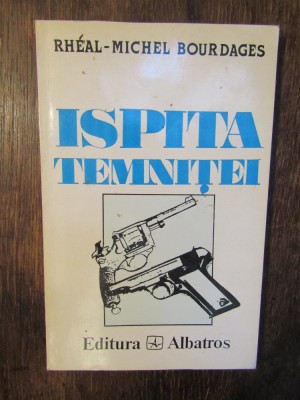 RHÉAL-MICHEL BOURDAGES
ISPITA
TEMNIȚEI
Editura Albatros